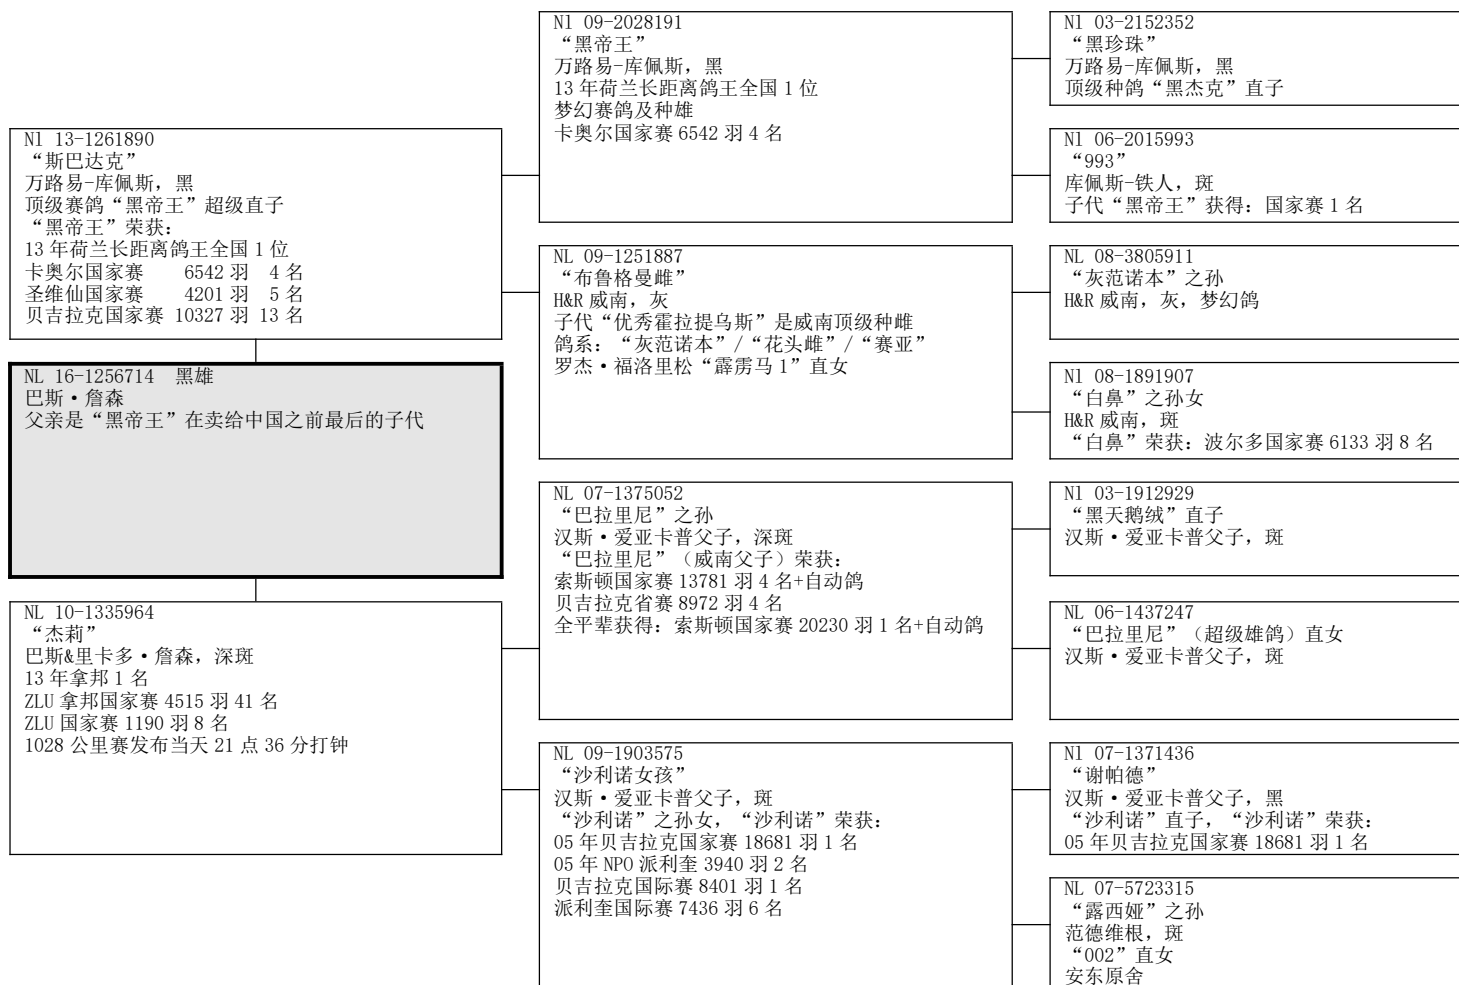 Nl 13-1261890
“斯巴达克”
万路易-库佩斯，黑
顶级赛鸽“黑帝王”超级直子
“黑帝王”荣获：
13 年荷兰长距离鸽王全国 1 位
卡奥尔国家赛 6542 羽 4 名
圣维仙国家赛 4201 羽 5 名
贝吉拉克国家赛 10327 羽 13 名
NL 16-1256714 黑雄
巴斯·詹森
父亲是“黑帝王”在卖给中国之前最后的子代
NL 10-1335964
“杰莉”
巴斯&里卡多·詹森，深斑
13 年拿邦 1 名
ZLU 拿邦国家赛 4515 羽 41 名
ZLU 国家赛 1190 羽 8 名
1028 公里赛发布当天 21 点 36 分打钟
Nl 09-2028191
“黑帝王”
万路易-库佩斯，黑
13 年荷兰长距离鸽王全国 1 位
梦幻赛鸽及种雄
卡奥尔国家赛 6542 羽 4 名
NL 09-1251887
“布鲁格曼雌”
H&R 威南，灰
子代“优秀霍拉提乌斯”是威南顶级种雌
鸽系：“灰范诺本”/“花头雌”/“赛亚”
罗杰·福洛里松“霹雳马 1”直女
NL 07-1375052
“巴拉里尼”之孙
汉斯·爱亚卡普父子，深斑
“巴拉里尼”（威南父子）荣获：
索斯顿国家赛 13781 羽 4 名+自动鸽
贝吉拉克省赛 8972 羽 4 名
全平辈获得：索斯顿国家赛 20230 羽 1 名+自动鸽
NL 09-1903575
“沙利诺女孩”
汉斯·爱亚卡普父子，斑
“沙利诺”之孙女，“沙利诺”荣获：
05 年贝吉拉克国家赛 18681 羽 1 名
05 年 NPO 派利奎 3940 羽 2 名
贝吉拉克国际赛 8401 羽 1 名
派利奎国际赛 7436 羽 6 名
Nl 03-2152352
“黑珍珠”
万路易-库佩斯，黑
顶级种鸽“黑杰克”直子
Nl 06-2015993
“993”
库佩斯-铁人，斑
子代“黑帝王”获得：国家赛 1 名
NL 08-3805911
“灰范诺本”之孙
H&R 威南，灰，梦幻鸽
Nl 08-1891907
“白鼻”之孙女
H&R 威南，斑
“白鼻”荣获：波尔多国家赛 6133 羽 8 名
Nl 03-1912929
“黑天鹅绒”直子
汉斯·爱亚卡普父子，斑
NL 06-1437247
“巴拉里尼”（超级雄鸽）直女
汉斯·爱亚卡普父子，斑
Nl 07-1371436
“谢帕德”
汉斯·爱亚卡普父子，黑
“沙利诺”直子，“沙利诺”荣获：
05 年贝吉拉克国家赛 18681 羽 1 名
NL 07-5723315
“露西娅”之孙
范德维根，斑
“002”直女
安东原舍